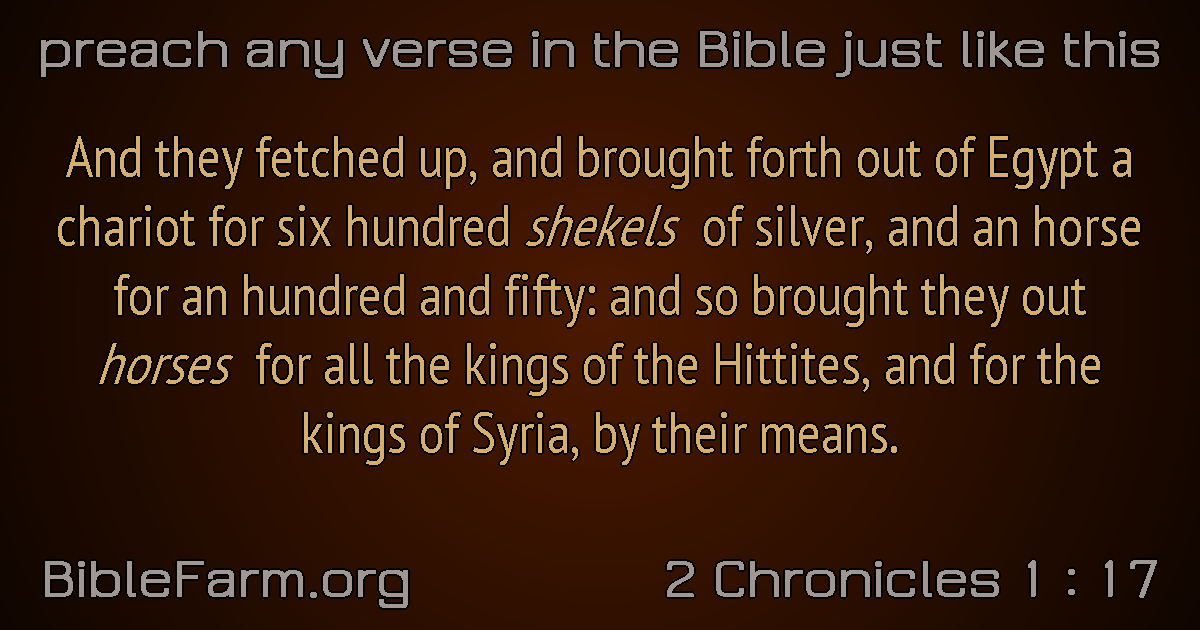 preach any verse in the Bible just like this
And they fetched up, and brought forth out of Egypt a
chariot for six hundred shekels of silver, and an horse
for an hundred and fifty: and so brought they out
horses for all the kings of the Hittites, and for the
kings of Syria, by their means.
BibleFarm.org
2 Chronicles 1 : 17